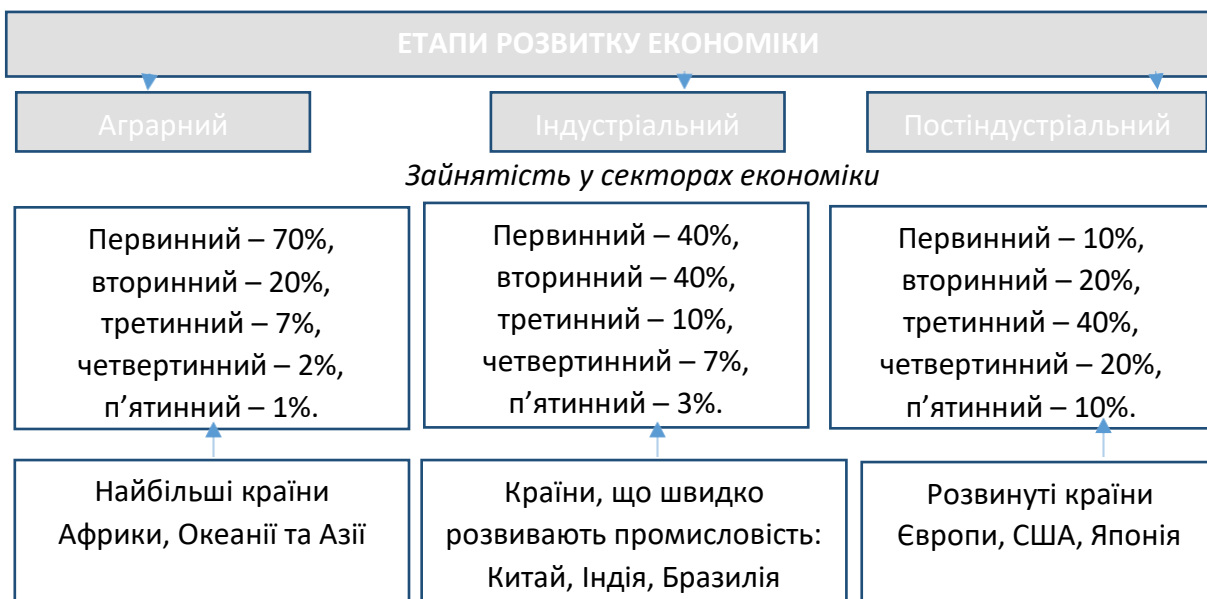 ЕТАПИ РОЗВИТКУ ЕКОНОМІКИ
Аграрний
Індустріальний
Постіндустріальний
Зайнятість у секторах економіки
Первинний – 70%,
вторинний – 20%,
третинний – 7%,
четвертинний – 2%,
п’ятинний – 1%.
Первинний – 40%,
вторинний – 40%,
третинний – 10%,
четвертинний – 7%,
п’ятинний – 3%.
Первинний – 10%,
вторинний – 20%,
третинний – 40%,
четвертинний – 20%,
п’ятинний – 10%.
Найбільші країни
Африки, Океанії та Азії
Країни, що швидко
розвивають промисловість:
Китай, Індія, Бразилія
Розвинуті країни
Європи, США, Японія